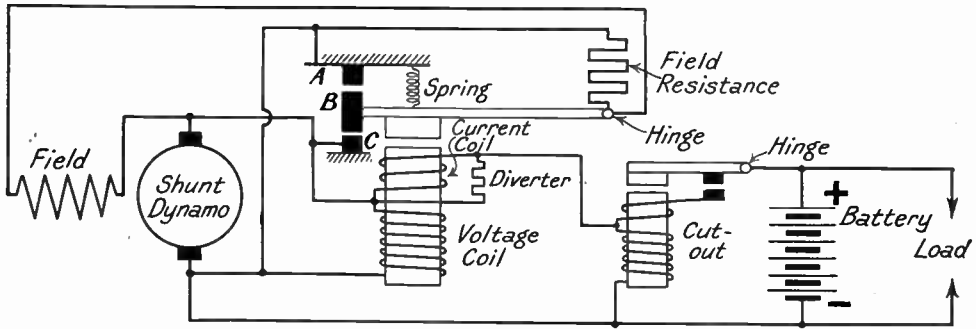 A
B
C
Spring
Current
Coil
Field
Resistance
Hinge
Hinge
Field
Shunt
Dynamo
Diverter
Voltage
Coil
Cut-
out
+
Battery
-
Load